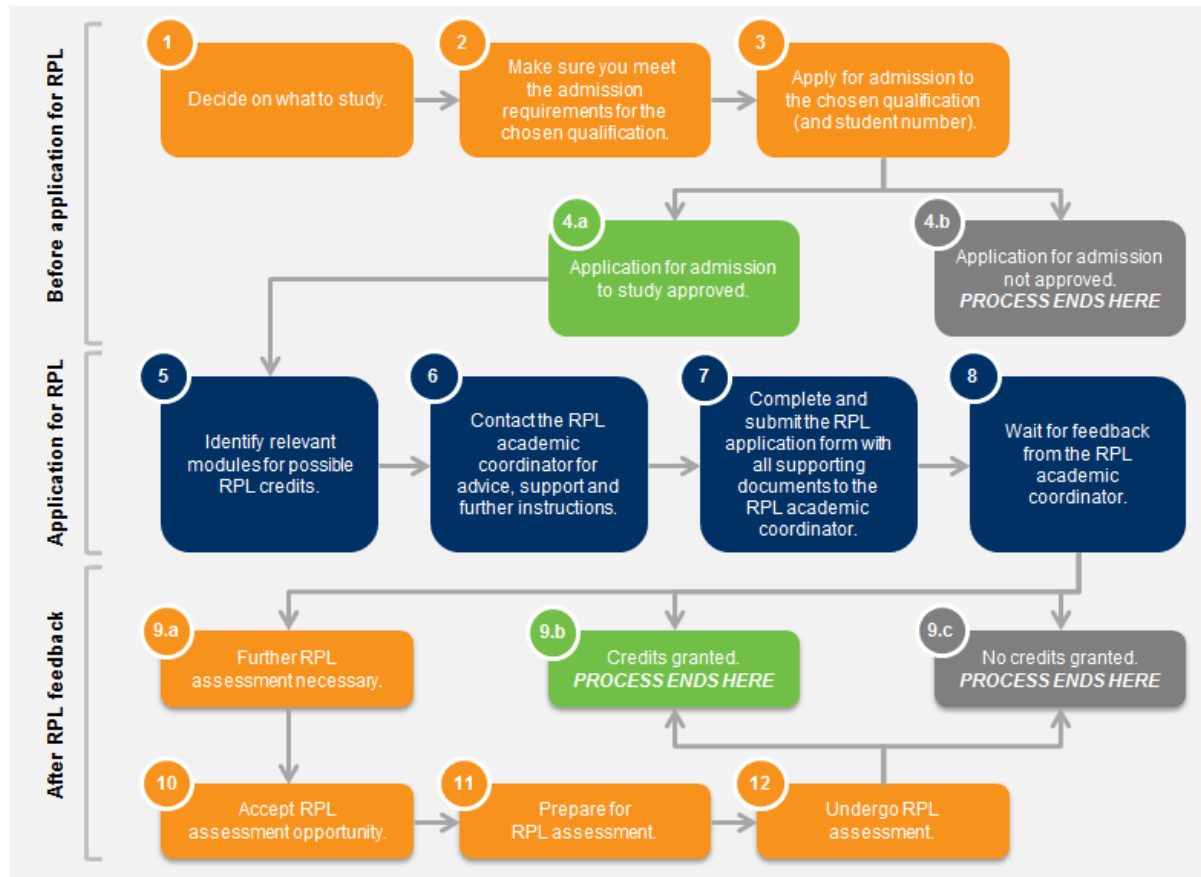 Before application for RPL
1
Decide on what to study.
2
Make sure you meet
the admission
requirements for the
chosen qualification.
3
Apply for admission to
the chosen qualification
(and student number).
4.a
Application for admission
to study approved.
4.b
Application for admission
not approved.
PROCESS ENDS HERE
Application for RPL
5
Identify relevant
modules for possible
RPL credits.
6
Contact the RPL
academic
coordinator for
advice, support and
further instructions.
7
Complete and
submit the RPL
application form with
all supporting
documents to the
RPL academic
coordinator.
8
Wait for feedback
from the RPL
academic
coordinator.
After RPL feedback
9.a
Further RPL
assessment necessary.
9.b
Credits granted.
PROCESS ENDS HERE
9.c
No credits granted.
PROCESS ENDS HERE
10
Accept RPL
assessment opportunity.
11
Prepare for
RPL assessment.
12
Undergo RPL
assessment.